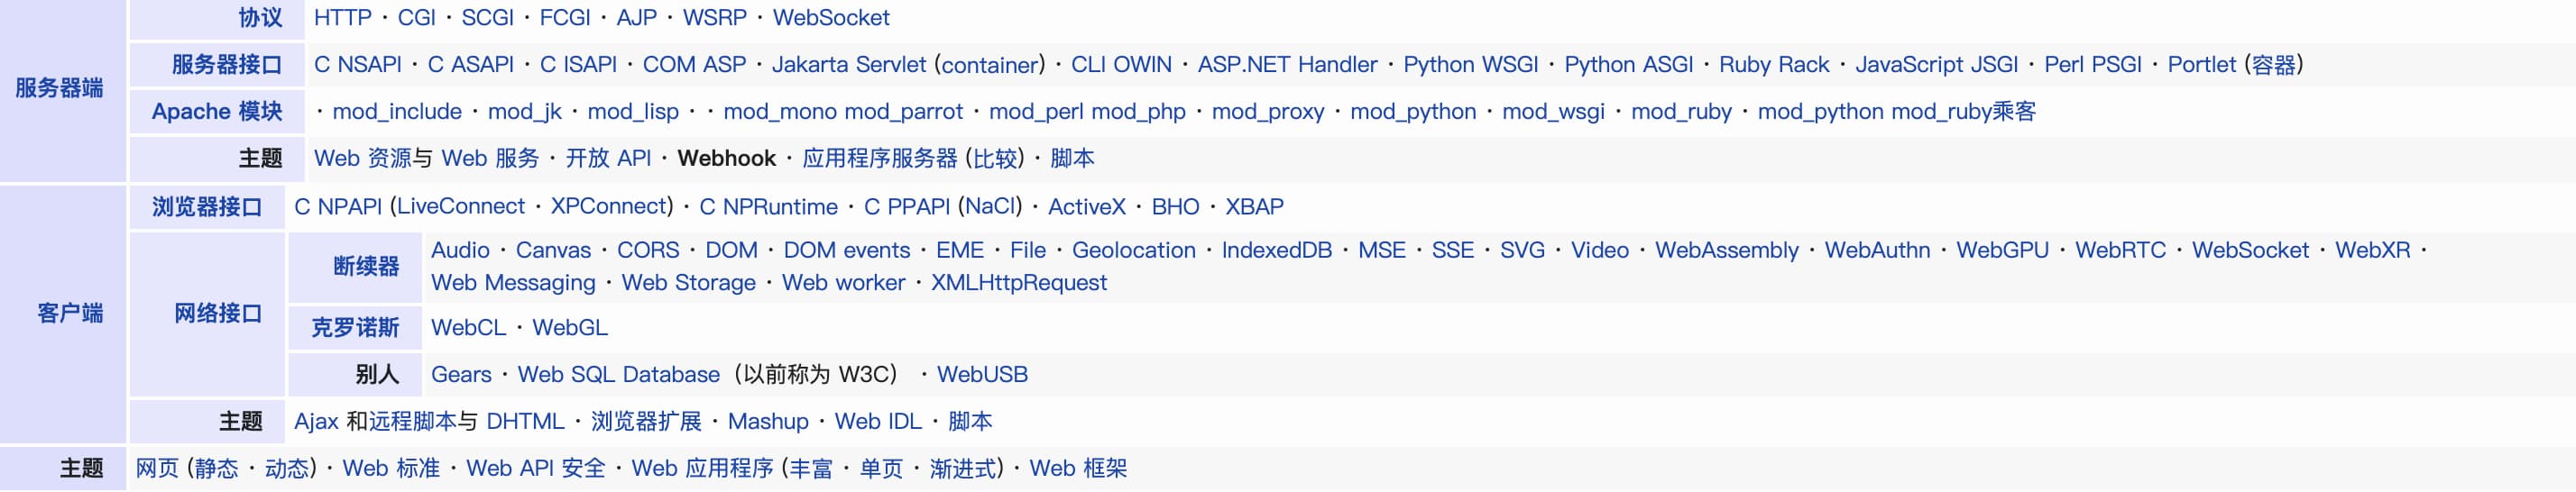 协议 HTTP · CGI · SCGI · FCGI · AJP · WSRP · WebSocket
服务器端
服务器接口 C NSAPI · C ASAPI · C ISAPI · COM ASP · Jakarta Servlet (container) · CLI OWIN · ASP.NET Handler · Python WSGI · Python ASGI · Ruby Rack · JavaScript JSGI · Perl PSGI · Portlet (容器)
Apache 模块 · mod_include · mod_jk · mod_lisp · · mod_mono mod_parrot · mod_perl mod_php · mod_proxy · mod_python · mod_wsgi · mod_ruby · mod_python mod_ruby乘客
主题 Web 资源与 Web 服务 · 开放 API · Webhook · 应用程序服务器 (比较) · 脚本
客户端
浏览器接口 C NPAPI (LiveConnect · XPConnect) · C NPRuntime · C PPAPI (NaCl) · ActiveX · BHO · XBAP
网络接口
断续器 Audio · Canvas · CORS · DOM · DOM events · EME · File · Geolocation · IndexedDB · MSE · SSE · SVG · Video · WebAssembly · WebAuthn · WebGPU · WebRTC · WebSocket · WebXR ·
Web Messaging · Web Storage · Web worker · XMLHttpRequest
克罗诺斯 WebCL · WebGL
别人 Gears · Web SQL Database（以前称为 W3C） · WebUSB
主题 Ajax 和远程脚本与 DHTML · 浏览器扩展 · Mashup · Web IDL · 脚本
主题 网页 (静态 · 动态) · Web 标准 · Web API 安全 · Web 应用程序 (丰富 · 单页 · 渐进式) · Web 框架